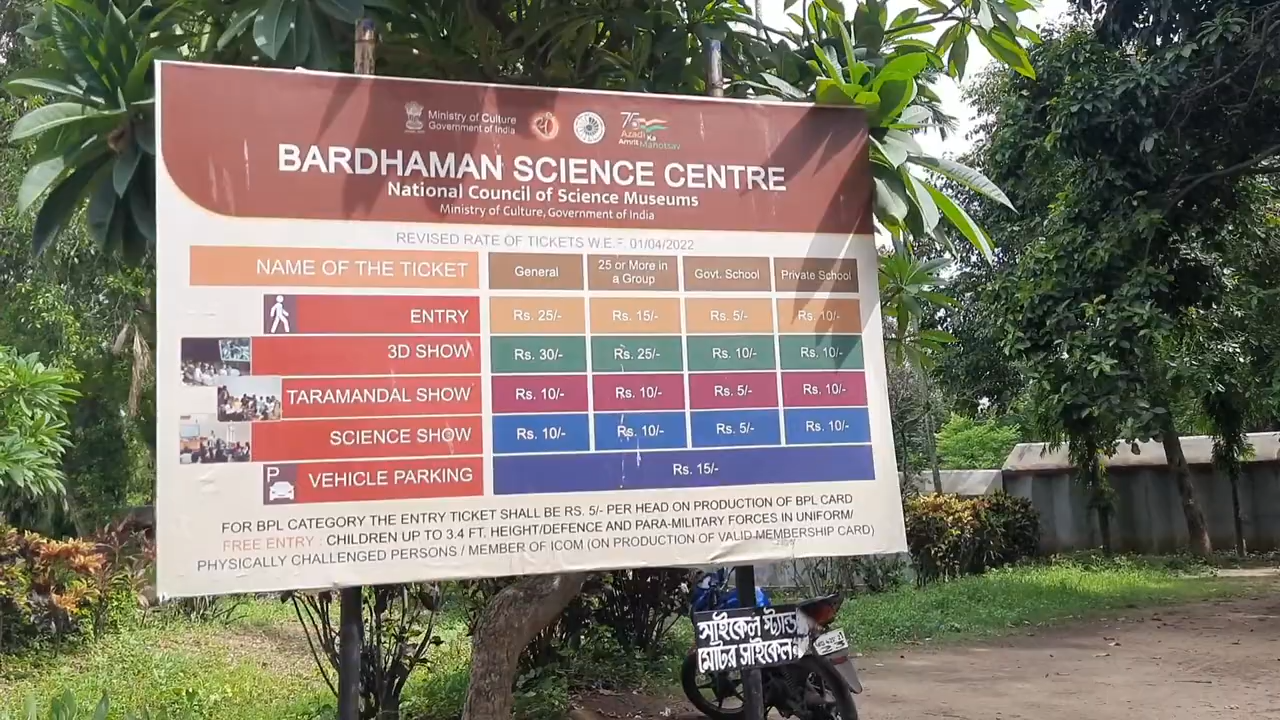 Ministry of Culture
Government of India
75
Azadi Ka
Amrit Mahotsav
BARDHAMAN SCIENCE CENTRE
National Council of Science Museums
Ministry of Culture, Government of India
REVISED RATE OF TICKETS W.E.F. 01/04/2022
NAME OF THE TICKET General 25 or More in a Group Govt. School Private School
ENTRY Rs. 25/- Rs. 15/- Rs. 5/- Rs. 10/-
3D SHOW Rs. 30/- Rs. 25/- Rs. 10/- Rs. 10/-
TARAMANDAL SHOW Rs. 10/- Rs. 10/- Rs. 5/- Rs. 10/-
SCIENCE SHOW Rs. 10/- Rs. 10/- Rs. 5/- Rs. 10/-
P VEHICLE PARKING Rs. 15/-
FOR BPL CATEGORY THE ENTRY TICKET SHALL BE RS. 5/- PER HEAD ON PRODUCTION OF BPL CARD
FREE ENTRY : CHILDREN UP TO 3.4 FT. HEIGHT/DEFENCE AND PARA-MILITARY FORCES IN UNIFORM/
PHYSICALLY CHALLENGED PERSONS / MEMBER OF ICOM (ON PRODUCTION OF VALID MEMBERSHIP CARD)
সাইকেল স্ট্যান্ড
মোটর সাইকেল